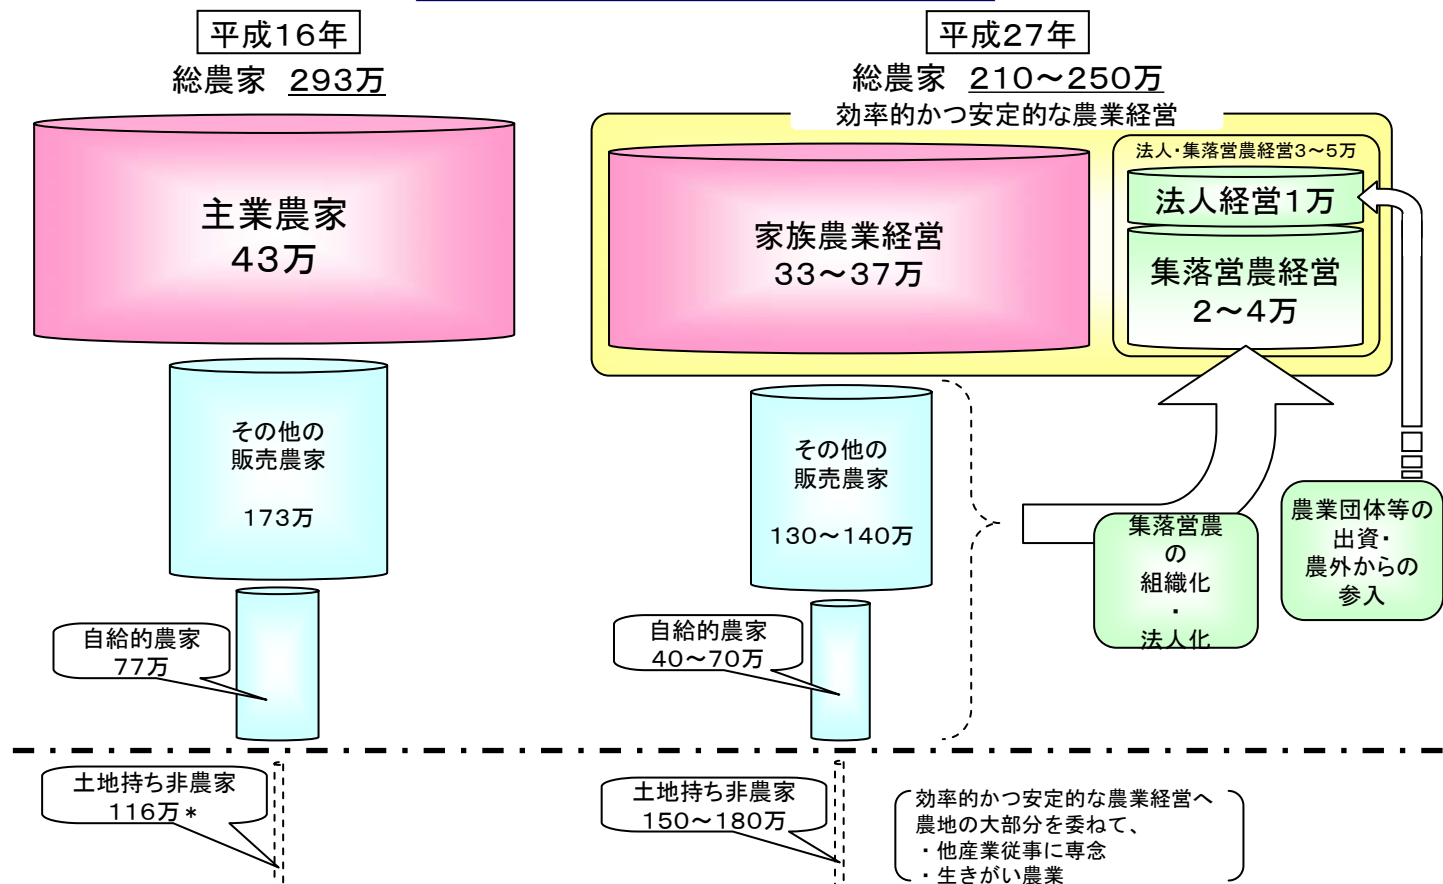 平成16年
総農家 293万
主業農家
43万
その他の
販売農家
173万
自給的農家
77万
土地持ち非農家
116万*
平成27年
総農家 210～250万
効率的かつ安定的な農業経営
家族農業経営
33～37万
法人・集落営農経営3～5万
法人経営1万
集落営農経営
2～4万
その他の
販売農家
130～140万
自給的農家
40～70万
集落営農
の
組織化
・
法人化
農業団体等の
出資・
農外からの
参入
土地持ち非農家
150～180万
効率的かつ安定的な農業経営へ
農地の大部分を委ねて、
・他産業従事に専念
・生きがい農業